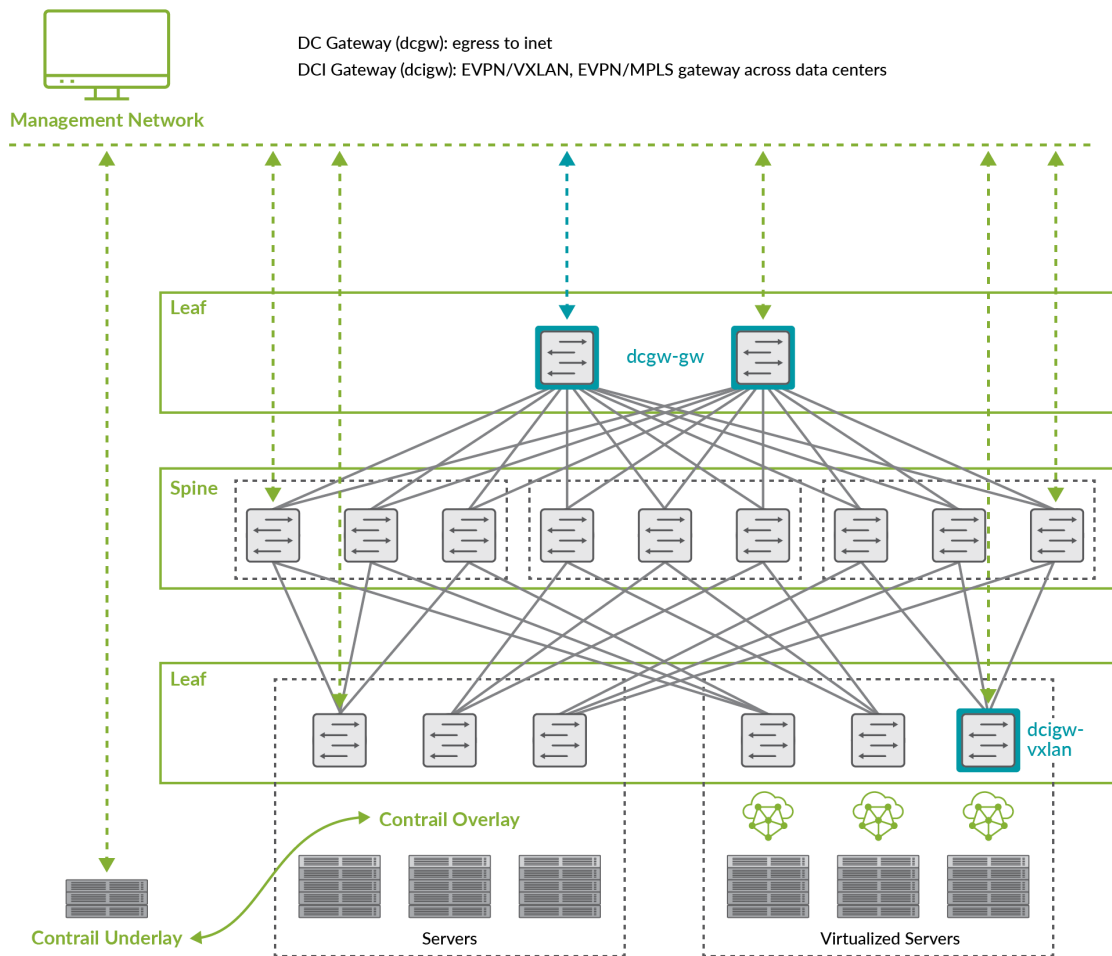 DC Gateway (dcgw): egress to inet
DCI Gateway (dcigw): EVPN/VXLAN, EVPN/MPLS gateway across data centers
Management Network
Leaf
dcgw-gw
Spine
Leaf
dcigw-
vxlan
Contrail Overlay
Contrail Underlay
Servers
Virtualized Servers